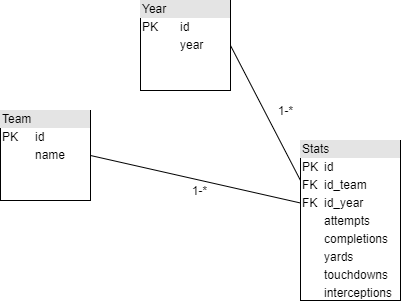 Year
PK id
year
1-*
Team
PK id
name
1-*
Stats
PK id
FK id_team
FK id_year
attempts
completions
yards
touchdowns
interceptions